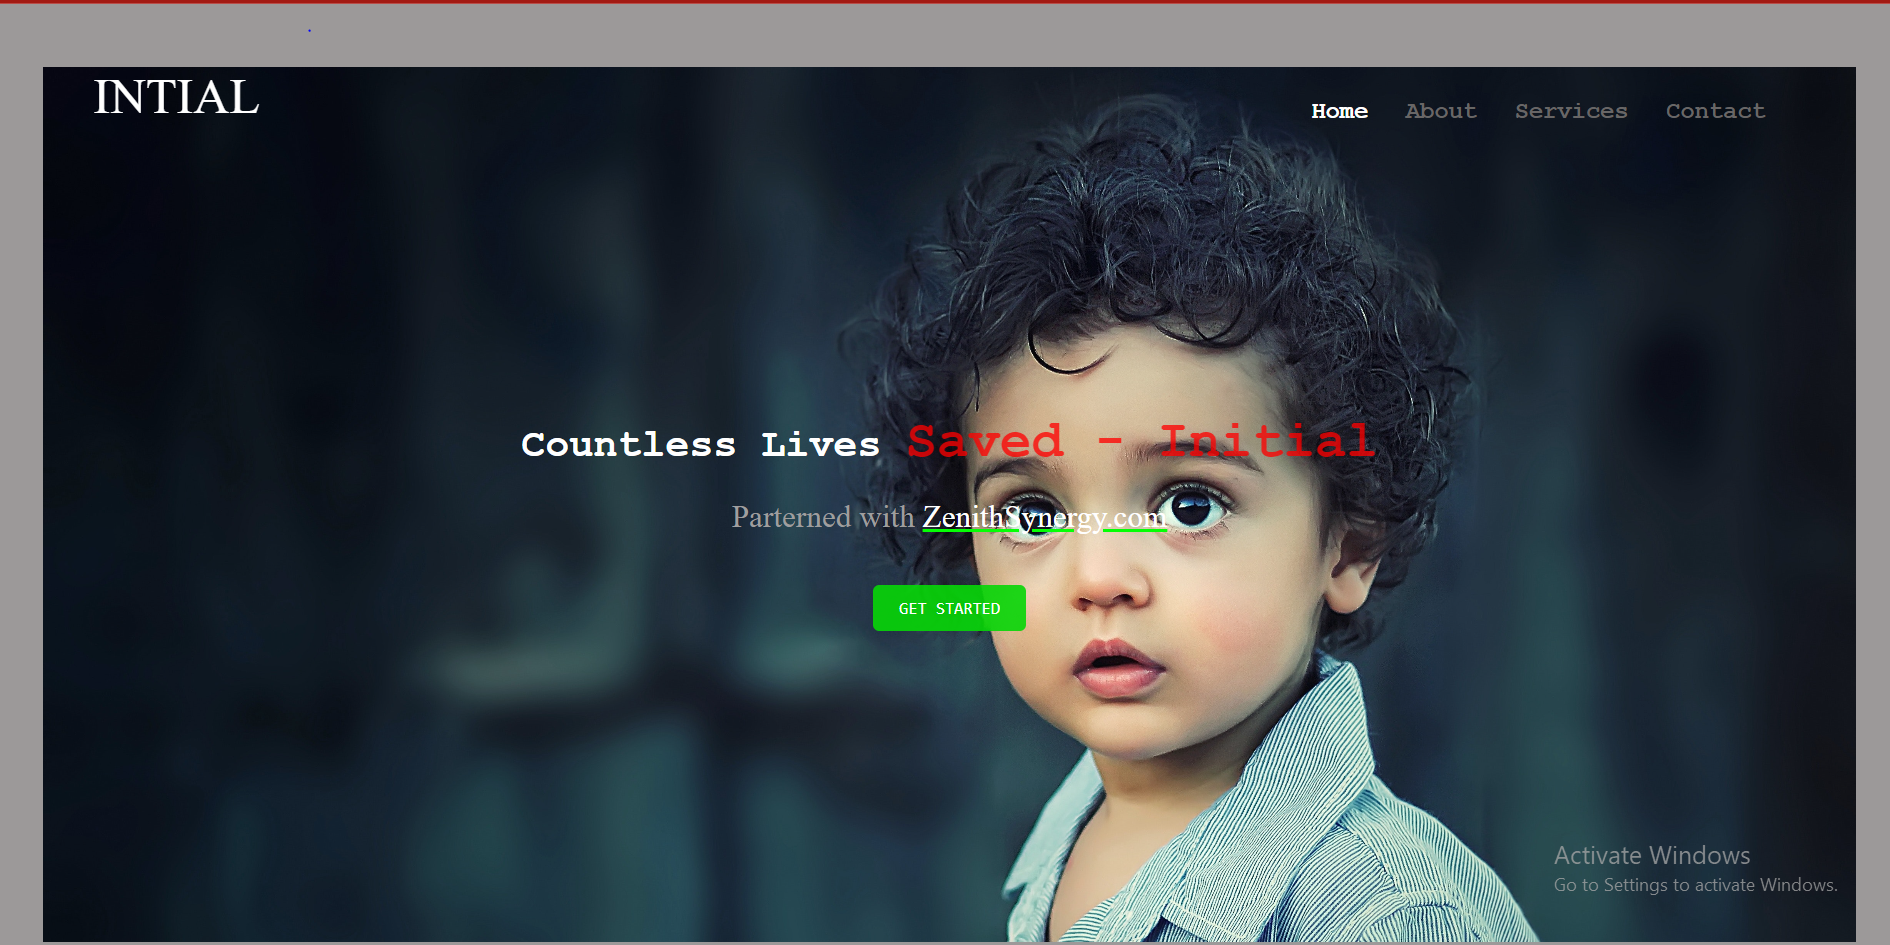 INTIAL
Home About Services Contact
Countless Lives Saved - Initial
Parterned with ZenithSynergy.com
GET STARTED
Activate Windows
Go to Settings to activate Windows.